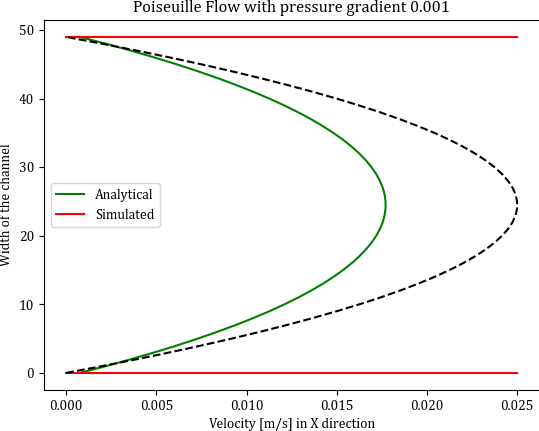 Poiseuille Flow with pressure gradient 0.001
50
40
30
20
10
0
Width of the channel
Analytical
Simulated
0.000 0.005 0.010 0.015 0.020 0.025
Velocity [m/s] in X direction